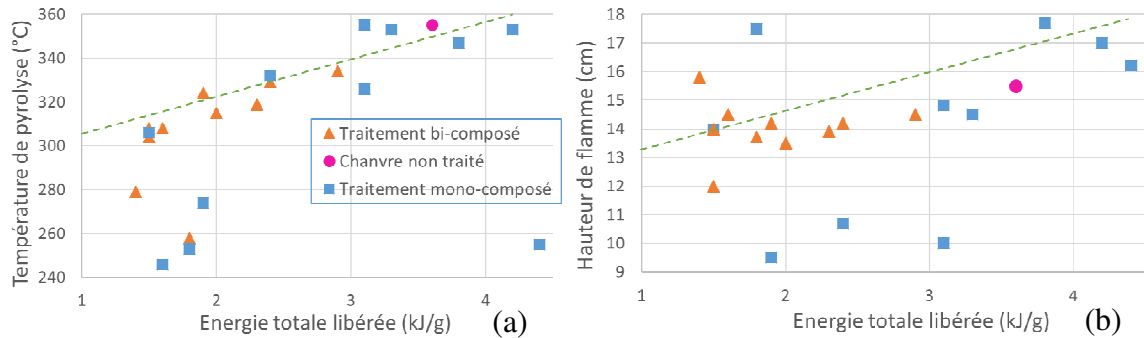 360
340
320
300
280
260
240
Température de pyrolyse (°C)
Traitement bi-composé
Chanvre non traité
Traitement mono-composé
1 2 3 4
Energie totale libérée (kJ/g)
(a)
18
17
16
15
14
13
12
11
10
9
Hauteur de flamme (cm)
1 2 3 4
Energie totale libérée (kJ/g)
(b)